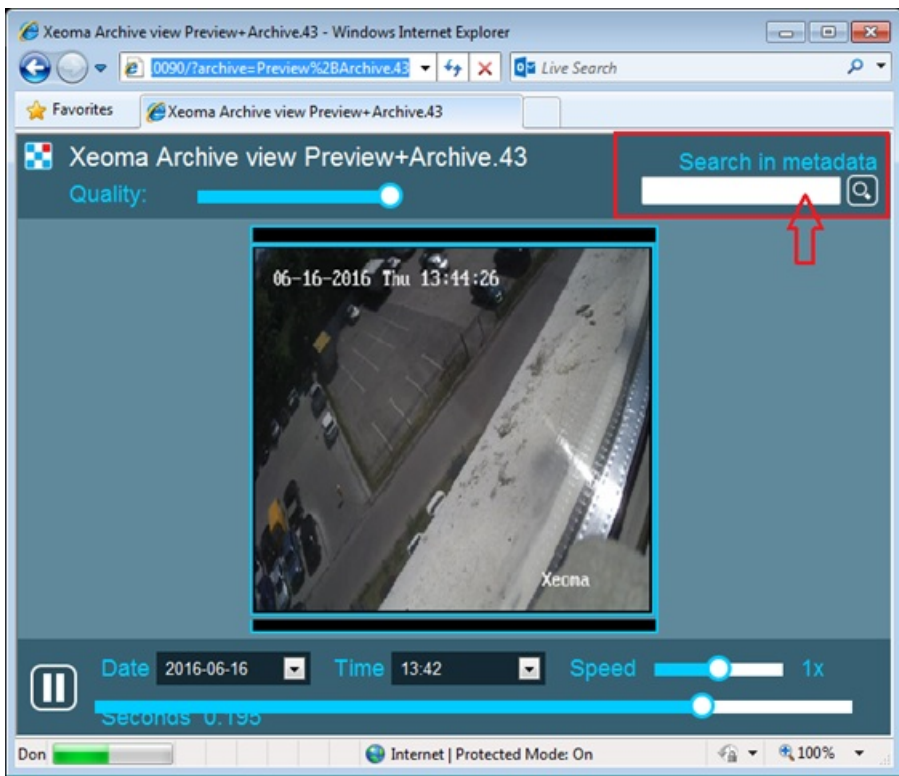 Xeoma Archive view Preview+Archive.43 - Windows Internet Explorer
0090/?archive=Preview%2BArchive.43
Live Search
Favorites
Xeoma Archive view Preview+Archive.43
Xeoma Archive view Preview+Archive.43
Search in metadata
Quality:
06-16-2016 Thu 13:44:26
Xeoma
Date 2016-06-16 Time 13:42 Speed 1x
Seconds 0.195
Don Internet | Protected Mode: On 100%